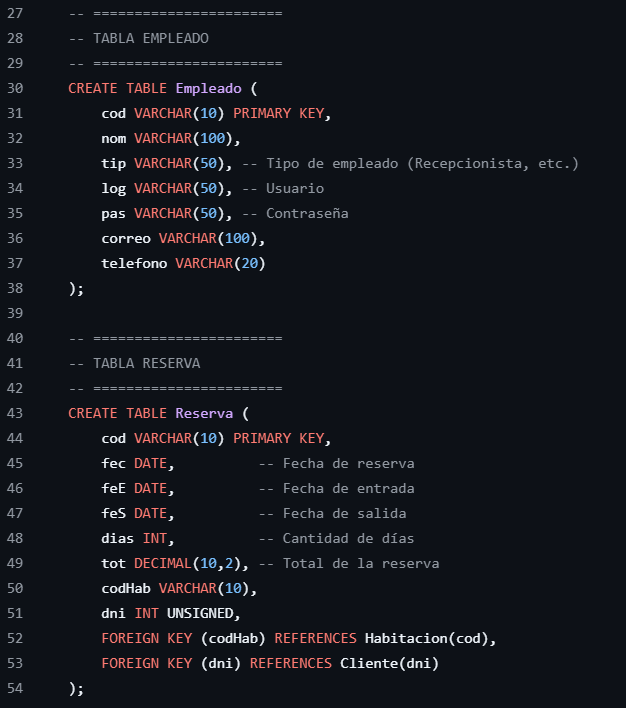 27 -- =======================
28 -- TABLA EMPLEADO
29 -- =======================
30 CREATE TABLE Empleado (
31     cod VARCHAR(10) PRIMARY KEY,
32     nom VARCHAR(100),
33     tip VARCHAR(50), -- Tipo de empleado (Recepcionista, etc.)
34     log VARCHAR(50), -- Usuario
35     pas VARCHAR(50), -- Contraseña
36     correo VARCHAR(100),
37     telefono VARCHAR(20)
38 );
39
40 -- =======================
41 -- TABLA RESERVA
42 -- =======================
43 CREATE TABLE Reserva (
44     cod VARCHAR(10) PRIMARY KEY,
45     fec DATE,          -- Fecha de reserva
46     feE DATE,          -- Fecha de entrada
47     feS DATE,          -- Fecha de salida
48     dias INT,          -- Cantidad de días
49     tot DECIMAL(10,2), -- Total de la reserva
50     codHab VARCHAR(10),
51     dni INT UNSIGNED,
52     FOREIGN KEY (codHab) REFERENCES Habitacion(cod),
53     FOREIGN KEY (dni) REFERENCES Cliente(dni)
54 );